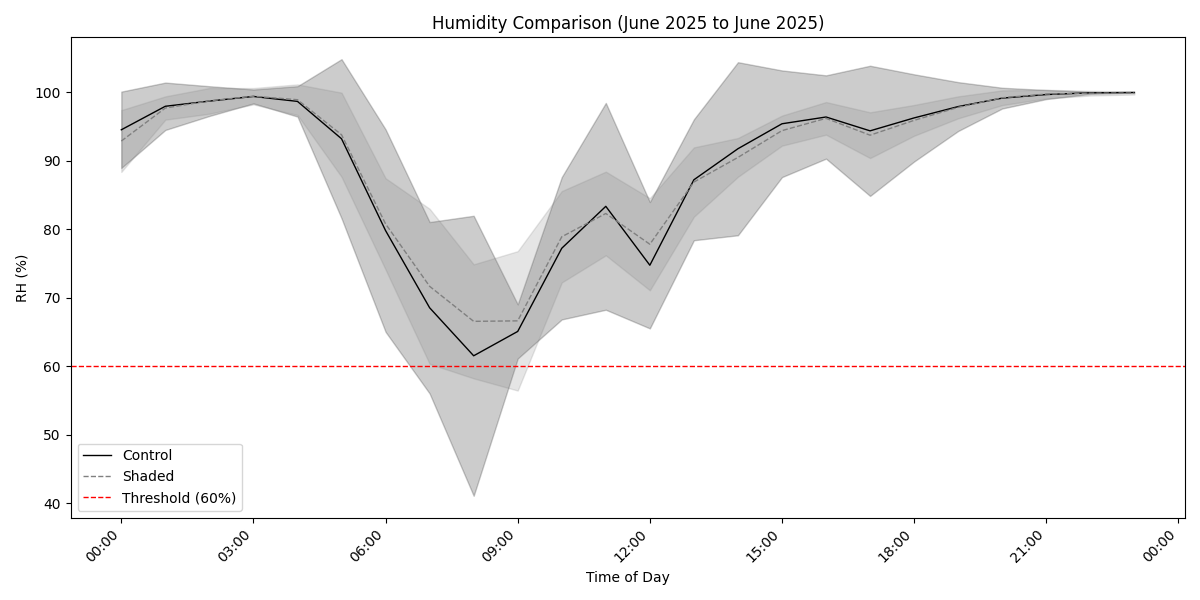 Humidity Comparison (June 2025 to June 2025)
RH (%)
100
90
80
70
60
50
40
Control
Shaded
Threshold (60%)
00:00
03:00
06:00
09:00
12:00
15:00
18:00
21:00
00:00
Time of Day